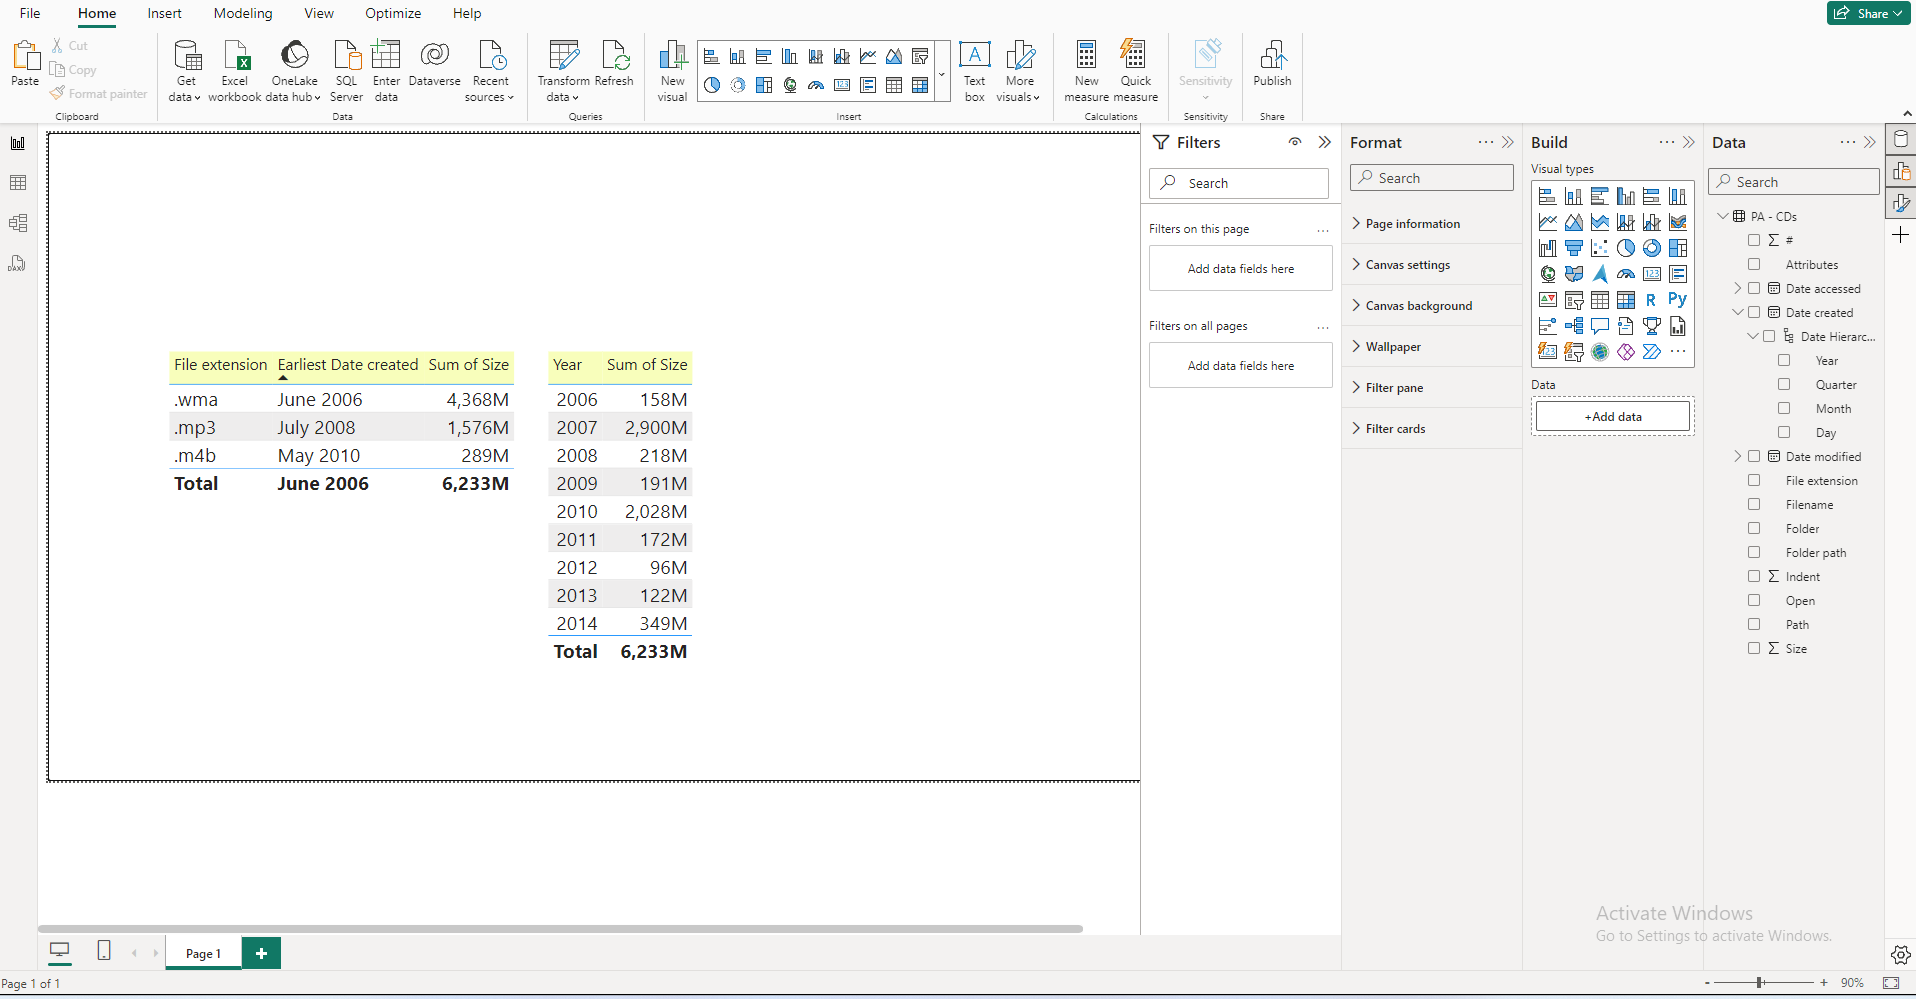 File Home Insert Modeling View Optimize Help Share
Paste Cut
Copy
Format painter
Clipboard
Get data
Excel workbook
OneLake data hub
SQL Server
Enter data
Dataverse
Recent sources
Data
Transform data
Refresh
Queries
New visual
Insert
Text box
More visuals
New measure
Quick measure
Calculations
Sensitivity
Sensitivity
Publish
Share
File extension Earliest Date created Sum of Size
.wma June 2006 4,368M
.mp3 July 2008 1,576M
.m4b May 2010 289M
Total June 2006 6,233M
Year Sum of Size
2006 158M
2007 2,900M
2008 218M
2009 191M
2010 2,028M
2011 172M
2012 96M
2013 122M
2014 349M
Total 6,233M
Filters
Search
Filters on this page ...
Add data fields here
Filters on all pages ...
Add data fields here
Format
Search
Page information
Canvas settings
Canvas background
Wallpaper
Filter pane
Filter cards
Build
Visual types
R Py
123
Data
+Add data
Data
Search
PA - CDs
Σ #
Attributes
Date accessed
Date created
Date Hierarc...
Year
Quarter
Month
Day
Date modified
File extension
Filename
Folder
Folder path
Σ Indent
Open
Path
Σ Size
Activate Windows
Go to Settings to activate Windows.
Page 1 +
Page 1 of 1
- + 90%